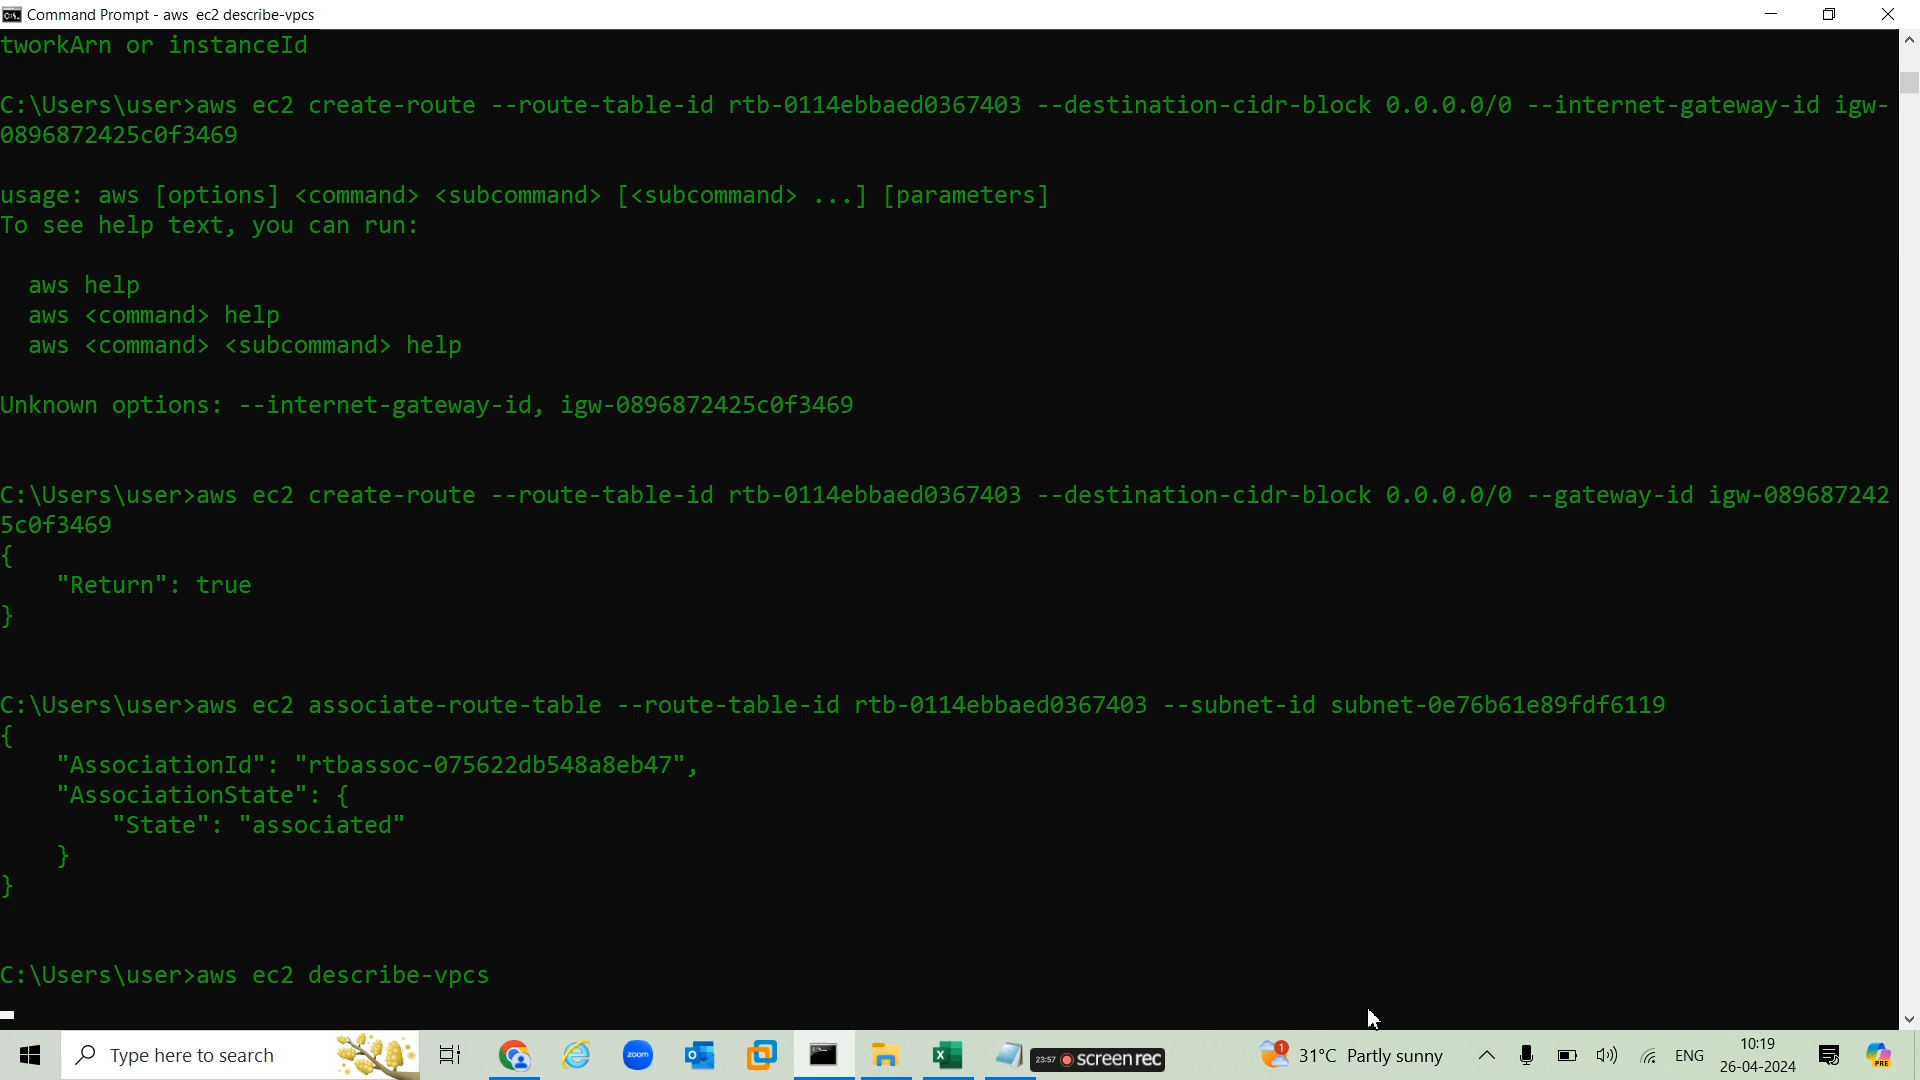 Command Prompt - aws  ec2 describe-vpcs
tworkArn or instanceId
C:\Users\user>aws ec2 create-route --route-table-id rtb-0114ebbaed0367403 --destination-cidr-block 0.0.0.0/0 --internet-gateway-id igw-
0896872425c0f3469
usage: aws [options] <command> <subcommand> [<subcommand> ...] [parameters]
To see help text, you can run:
  aws help
  aws <command> help
  aws <command> <subcommand> help
Unknown options: --internet-gateway-id, igw-0896872425c0f3469
C:\Users\user>aws ec2 create-route --route-table-id rtb-0114ebbaed0367403 --destination-cidr-block 0.0.0.0/0 --gateway-id igw-089687242
5c0f3469
{
    "Return": true
}
C:\Users\user>aws ec2 associate-route-table --route-table-id rtb-0114ebbaed0367403 --subnet-id subnet-0e76b61e89fdf6119
{
    "AssociationId": "rtbassoc-075622db548a8eb47",
    "AssociationState": {
        "State": "associated"
    }
}
C:\Users\user>aws ec2 describe-vpcs
Type here to search
zoom
23:57 screenrec
1
31°C Partly sunny
ENG
10:19
26-04-2024
PRE